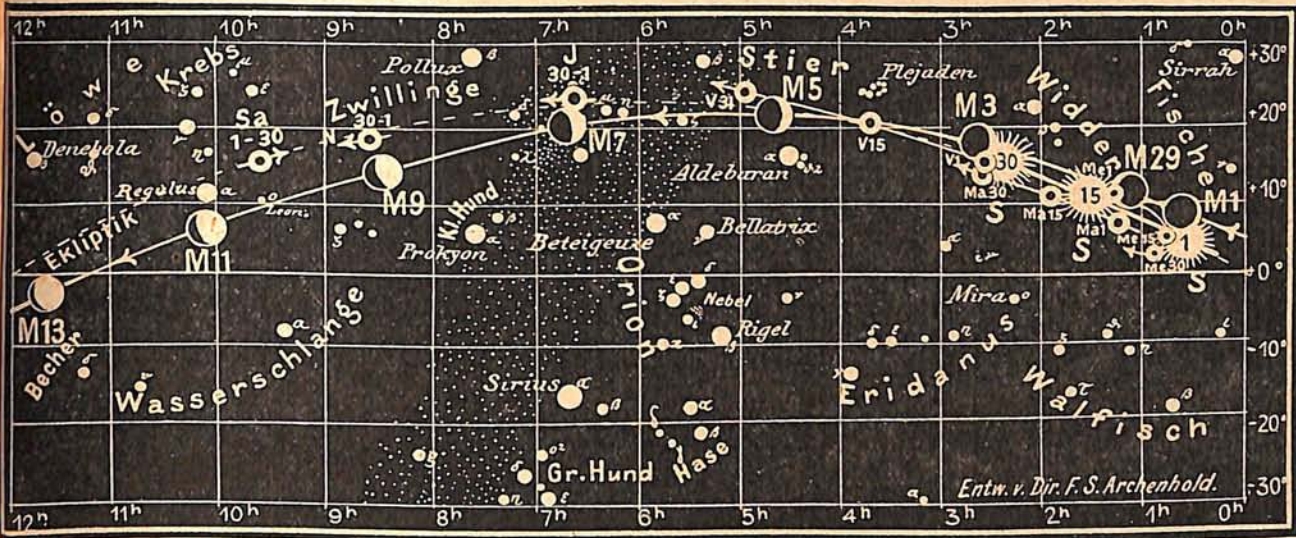 12h 11h 10h 9h 8h 7h 6h 5h 4h 3h 2h 1h 0h
+30°
+20°
+10°
+0°
-10°
-20°
-30°
Löwe
Krebs
μ
ζ
ε
Sa
1-30
Denebola
β
δ
η
Regulus
α
Ekliptik
M11
M13
Becher
δ
ν
Wasserschlange
α
Pollux
β
Zwillinge
N
30-1
M9
ζ
J
30-1
δ
μ
η
ζ
M7
λ
Kl. Hund
β
Prokyon
α
Beteigeuze
α
Orion
Bellatrix
γ
δ
ε
ζ
Nebel
ι
Rigel
β
κ
Sirius
α
β
Gr. Hund
ο²
δ
η
ε
ξ
Hase
α
β
Stier
β
V31
M5
Plejaden
V15
Aldebaran
α
M3
V1
30
Ma30
S
Widder
α
β
Me1
M29
15
Ma15
S
Ma1
Me15
Me30
1
M1
S
Fische
Sirrah
α
Mira
ο
Eridanus
γ
δ
ε
η
Walfisch
α
ζ
τ
η
β
ι
Entw. v. Dir. F. S. Archenhold.
12h 11h 10h 9h 8h 7h 6h 5h 4h 3h 2h 1h 0h